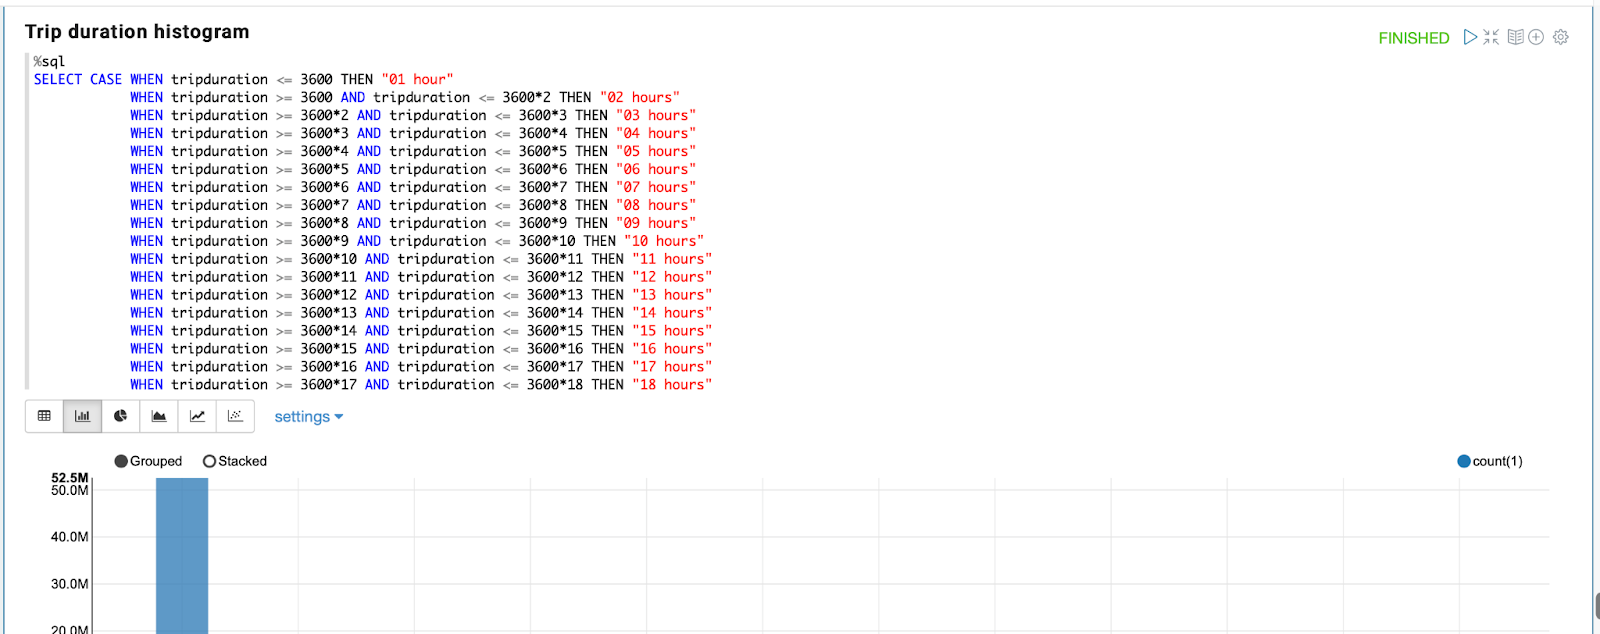 Trip duration histogram
FINISHED
%sql
SELECT CASE WHEN tripduration <= 3600 THEN "01 hour"
WHEN tripduration >= 3600 AND tripduration <= 3600*2 THEN "02 hours"
WHEN tripduration >= 3600*2 AND tripduration <= 3600*3 THEN "03 hours"
WHEN tripduration >= 3600*3 AND tripduration <= 3600*4 THEN "04 hours"
WHEN tripduration >= 3600*4 AND tripduration <= 3600*5 THEN "05 hours"
WHEN tripduration >= 3600*5 AND tripduration <= 3600*6 THEN "06 hours"
WHEN tripduration >= 3600*6 AND tripduration <= 3600*7 THEN "07 hours"
WHEN tripduration >= 3600*7 AND tripduration <= 3600*8 THEN "08 hours"
WHEN tripduration >= 3600*8 AND tripduration <= 3600*9 THEN "09 hours"
WHEN tripduration >= 3600*9 AND tripduration <= 3600*10 THEN "10 hours"
WHEN tripduration >= 3600*10 AND tripduration <= 3600*11 THEN "11 hours"
WHEN tripduration >= 3600*11 AND tripduration <= 3600*12 THEN "12 hours"
WHEN tripduration >= 3600*12 AND tripduration <= 3600*13 THEN "13 hours"
WHEN tripduration >= 3600*13 AND tripduration <= 3600*14 THEN "14 hours"
WHEN tripduration >= 3600*14 AND tripduration <= 3600*15 THEN "15 hours"
WHEN tripduration >= 3600*15 AND tripduration <= 3600*16 THEN "16 hours"
WHEN tripduration >= 3600*16 AND tripduration <= 3600*17 THEN "17 hours"
WHEN tripduration >= 3600*17 AND tripduration <= 3600*18 THEN "18 hours"
settings
Grouped Stacked
count(1)
52.5M
50.0M
40.0M
30.0M
20.0M